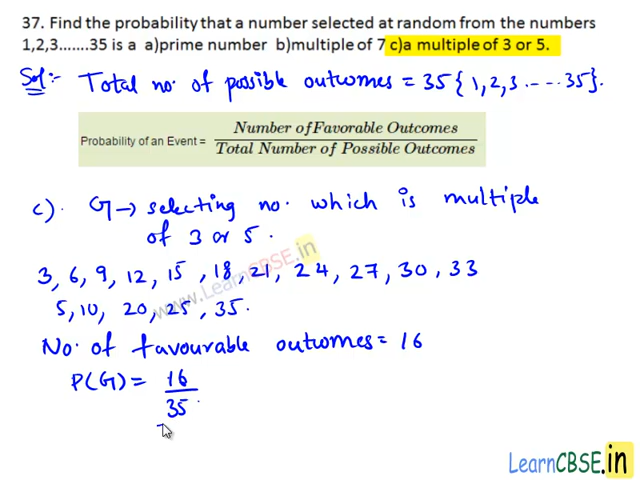 37. Find the probability that a number selected at random from the numbers
1,2,3.......35 is a a)prime number b)multiple of 7 c)a multiple of 3 or 5.
Sol:- Total no. of possible outcomes = 35 {1,2,3 ---- 35}.
Probability of an Event = Number of Favorable Outcomes / Total Number of Possible Outcomes
c). G → selecting no. which is multiple
of 3 or 5.
3, 6, 9, 12, 15, 18, 21, 24, 27, 30, 33
5, 10, 20, 25, 35.
www.LearnCBSE.in
No. of favourable outcomes = 16
P(G) = 16/35.
LearnCBSE.in